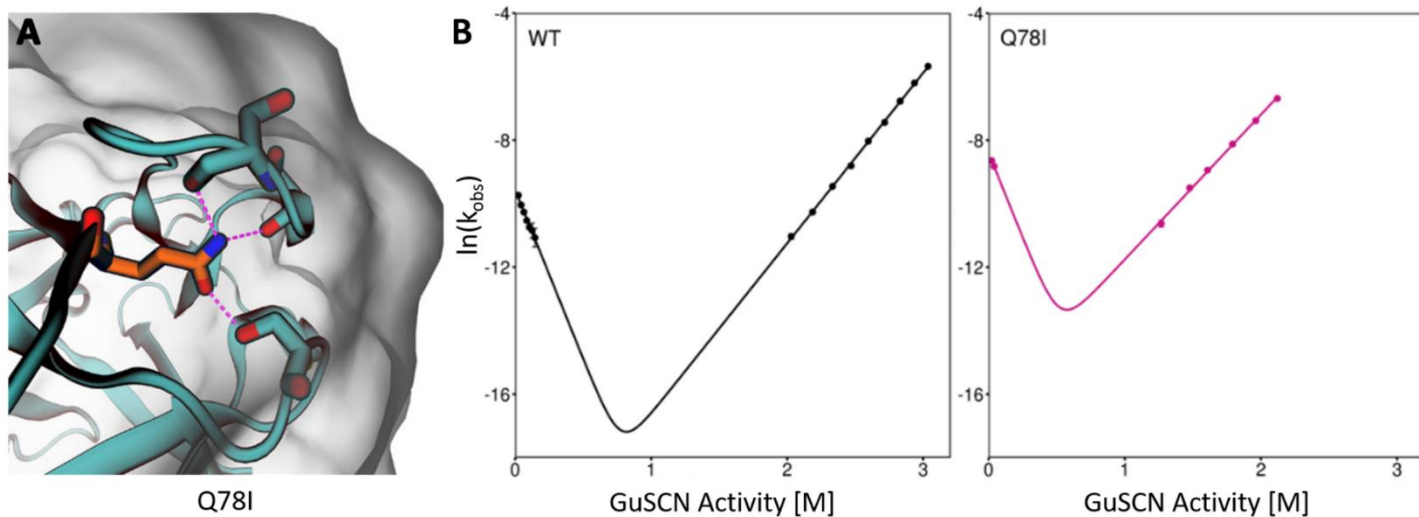 A
Q78I
B
WT
Q78I
-4
-8
-12
-16
ln(kobs)
0
1
2
3
GuSCN Activity [M]
-4
-8
-12
-16
0
1
2
3
GuSCN Activity [M]